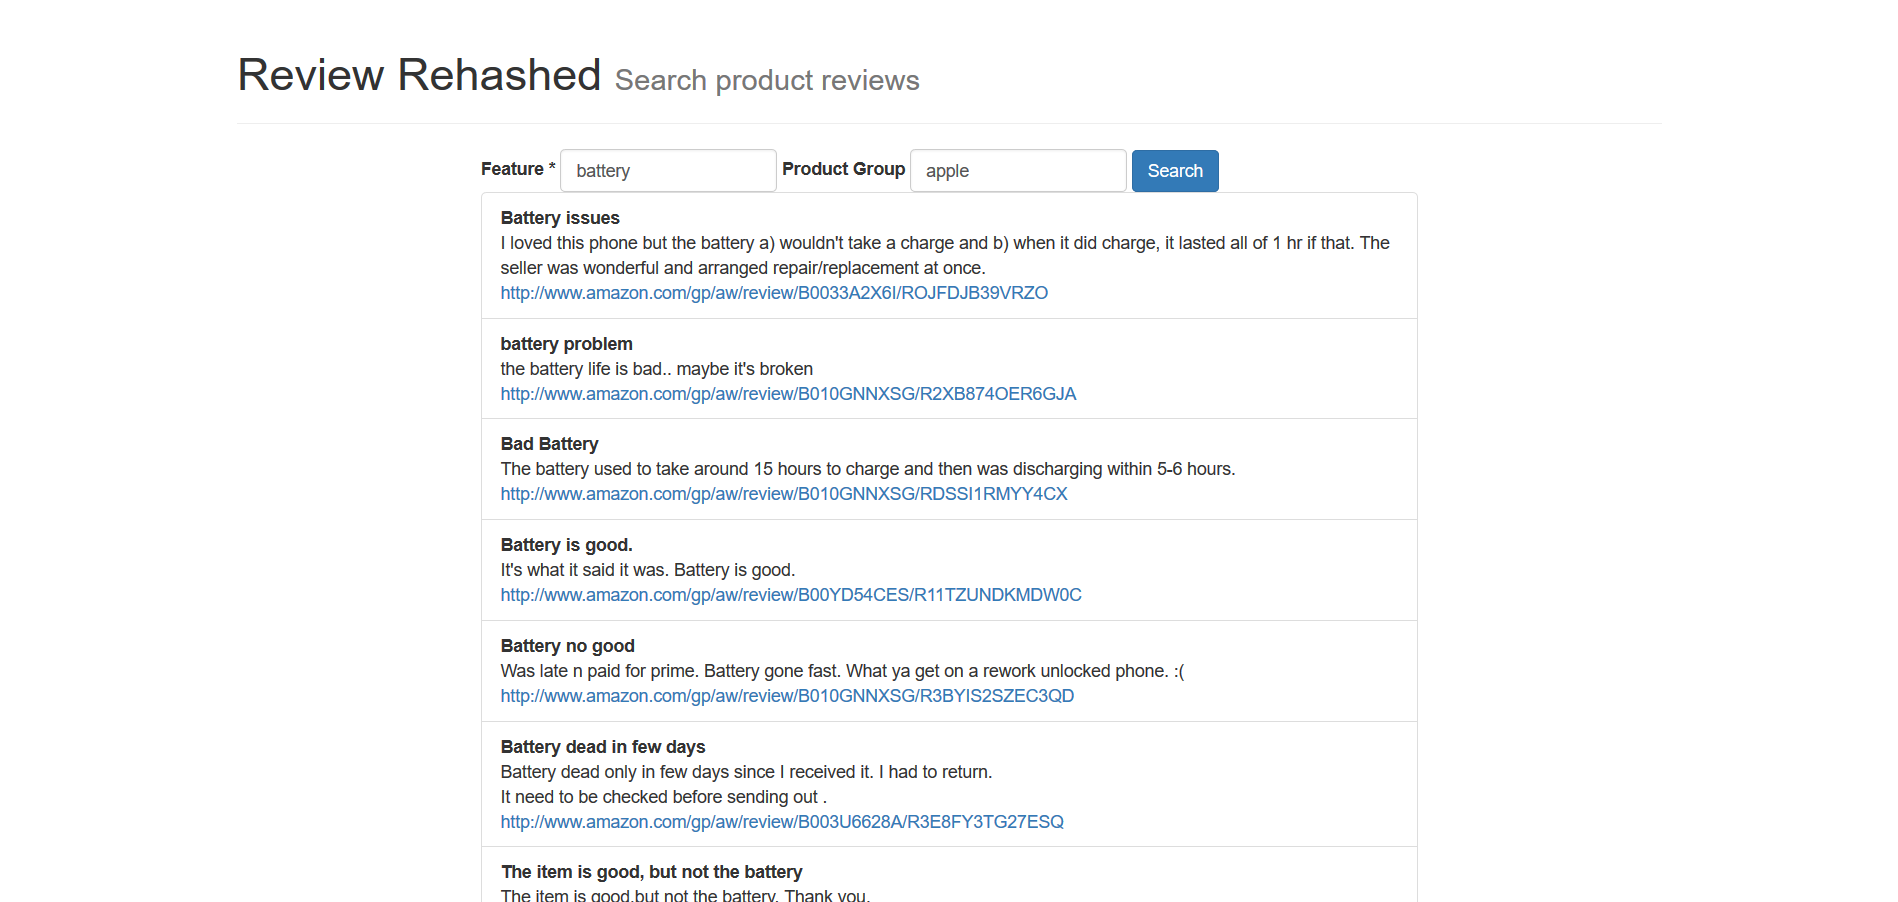 Review Rehashed Search product reviews
Feature * battery Product Group apple Search
Battery issues
I loved this phone but the battery a) wouldn't take a charge and b) when it did charge, it lasted all of 1 hr if that. The
seller was wonderful and arranged repair/replacement at once.
http://www.amazon.com/gp/aw/review/B0033A2X6I/ROJFDJB39VRZO
battery problem
the battery life is bad.. maybe it's broken
http://www.amazon.com/gp/aw/review/B010GNNXSG/R2XB874OER6GJA
Bad Battery
The battery used to take around 15 hours to charge and then was discharging within 5-6 hours.
http://www.amazon.com/gp/aw/review/B010GNNXSG/RDSSI1RMYY4CX
Battery is good.
It's what it said it was. Battery is good.
http://www.amazon.com/gp/aw/review/B00YD54CES/R11TZUNDKMDW0C
Battery no good
Was late n paid for prime. Battery gone fast. What ya get on a rework unlocked phone. :(
http://www.amazon.com/gp/aw/review/B010GNNXSG/R3BYIS2SZEC3QD
Battery dead in few days
Battery dead only in few days since I received it. I had to return.
It need to be checked before sending out .
http://www.amazon.com/gp/aw/review/B003U6628A/R3E8FY3TG27ESQ
The item is good, but not the battery
The item is good,but not the battery. Thank you.